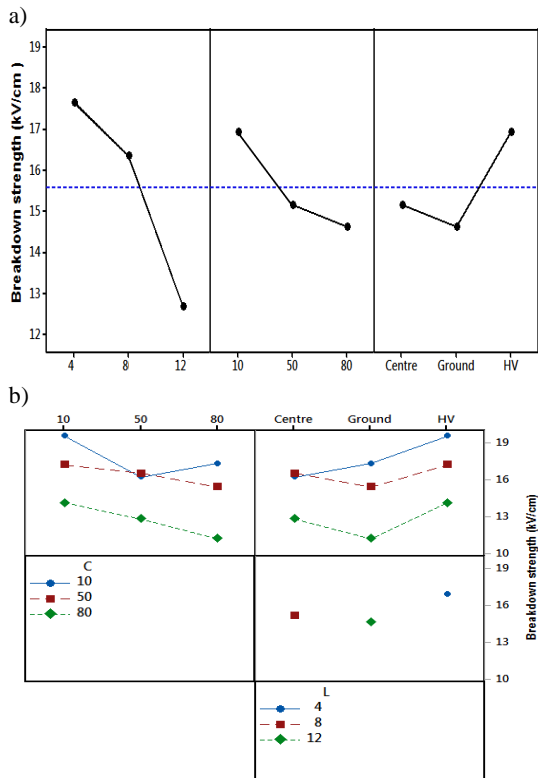 a)
Breakdown strength (kV/cm )
19
18
17
16
15
14
13
12
4 8 12 10 50 80 Centre Ground HV
b)
10 50 80 Centre Ground HV
19
16
13
10
19
16
13
10
Breakdown strength (kV/cm)
C
10
50
80
L
4
8
12